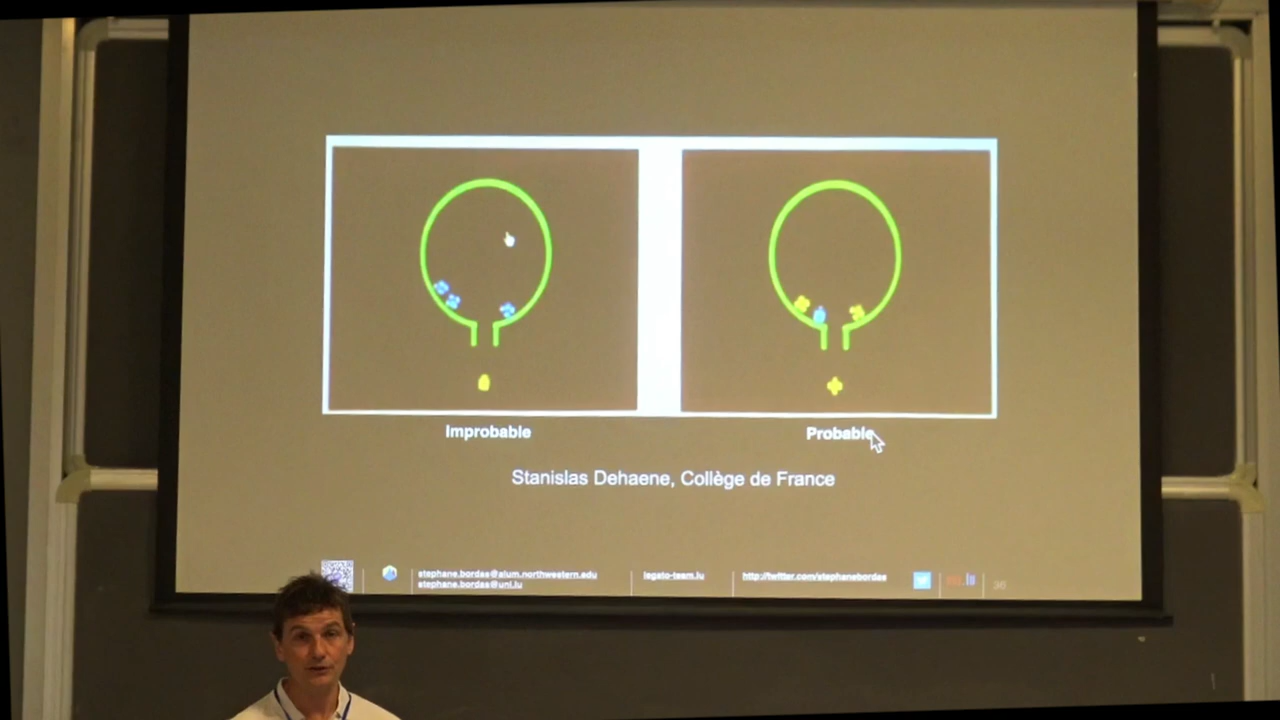 Improbable
Probable
Stanislas Dehaene, Collège de France
stephane.bordas@alum.northwestern.edu
stephane.bordas@uni.lu
legato-team.lu
http://twitter.com/stephanebordas
36